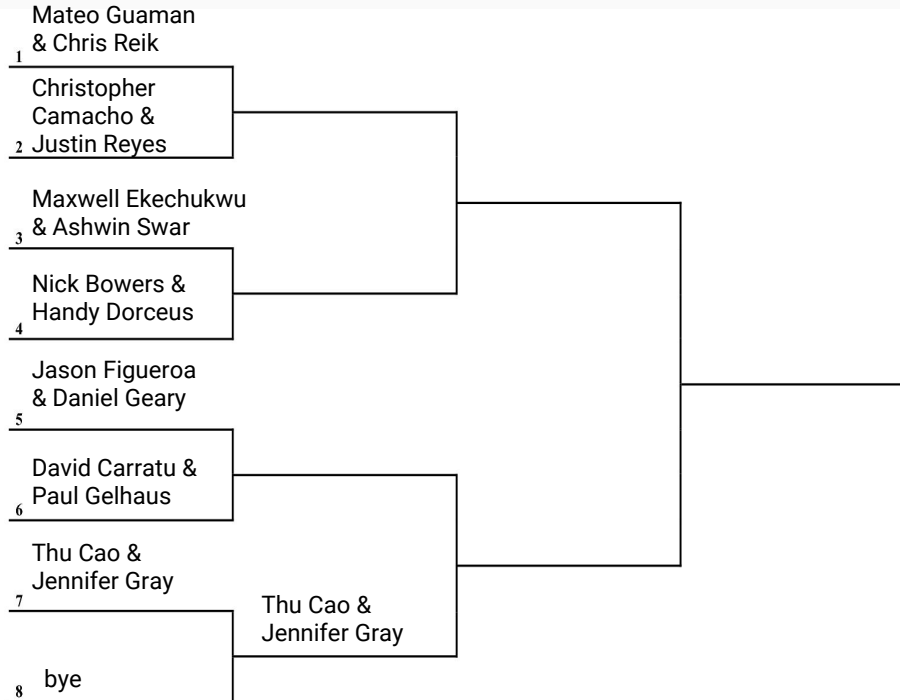 Mateo Guaman
& Chris Reik
1
Christopher
Camacho &
2 Justin Reyes
Maxwell Ekechukwu
& Ashwin Swar
3
Nick Bowers &
Handy Dorceus
4
Jason Figueroa
& Daniel Geary
5
David Carratu &
Paul Gelhaus
6
Thu Cao &
Jennifer Gray
7
Thu Cao &
Jennifer Gray
8 bye